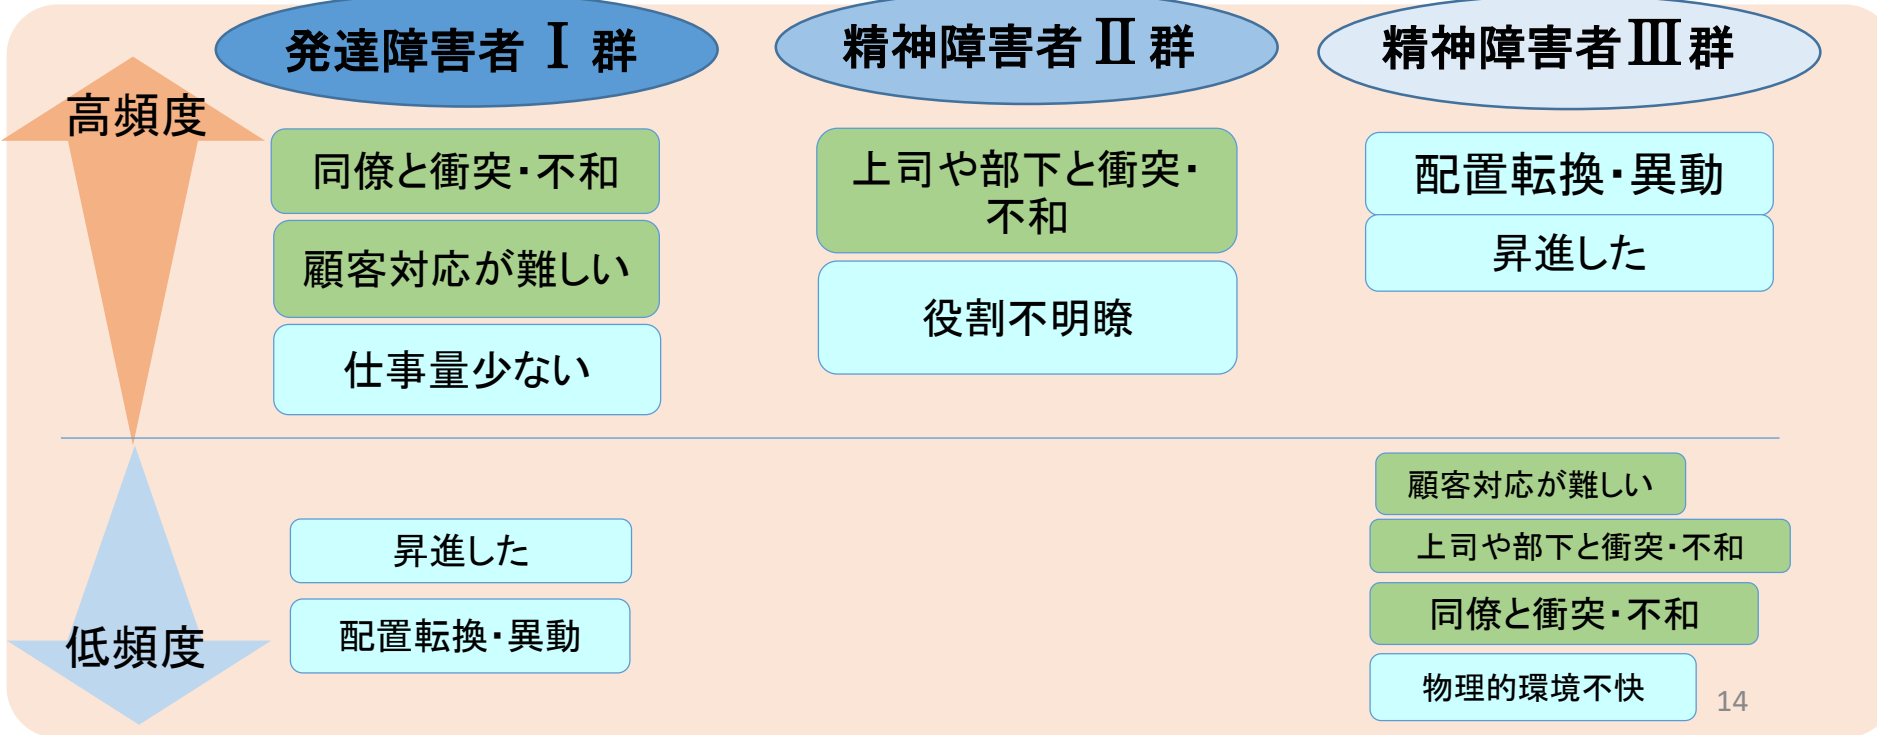 発達障害者 Ⅰ 群
精神障害者 Ⅱ 群
精神障害者Ⅲ群
高頻度
同僚と衝突・不和
顧客対応が難しい
仕事量少ない
上司や部下と衝突・
不和
役割不明瞭
配置転換・異動
昇進した
低頻度
昇進した
配置転換・異動
顧客対応が難しい
上司や部下と衝突・不和
同僚と衝突・不和
物理的環境不快
14